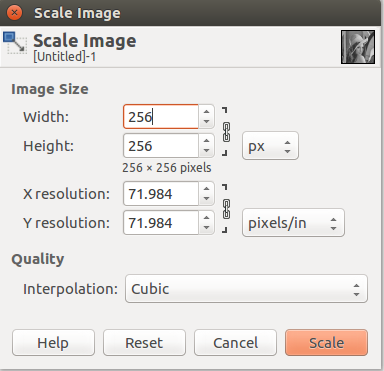 Scale Image
Scale Image
[Untitled]-1
Image Size
Width: 256
Height: 256 px
256 × 256 pixels
X resolution: 71.984
Y resolution: 71.984 pixels/in
Quality
Interpolation: Cubic
Help Reset Cancel Scale